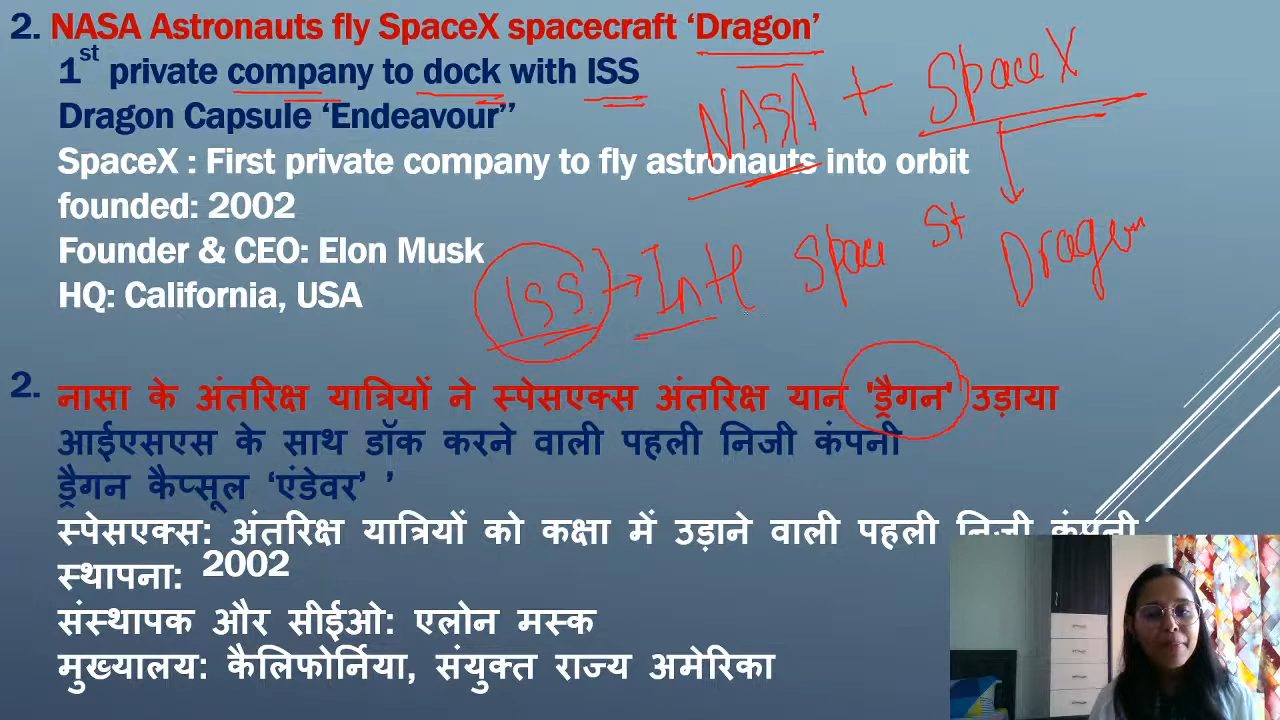 2. NASA Astronauts fly SpaceX spacecraft ‘Dragon’
1st private company to dock with ISS
Dragon Capsule ‘Endeavour’’
SpaceX : First private company to fly astronauts into orbit
founded: 2002
Founder & CEO: Elon Musk
HQ: California, USA
NASA + SpaceX
Dragon
ISS → Intl Space St
2. नासा के अंतरिक्ष यात्रियों ने स्पेसएक्स अंतरिक्ष यान 'ड्रैगन' उड़ाया
आईएसएस के साथ डॉक करने वाली पहली निजी कंपनी
ड्रैगन कैप्सूल ‘एंडेवर’ ’
स्पेसएक्स: अंतरिक्ष यात्रियों को कक्षा में उड़ाने वाली पहली निजी कंपनी
स्थापना: 2002
संस्थापक और सीईओ: एलोन मस्क
मुख्यालय: कैलिफोर्निया, संयुक्त राज्य अमेरिका